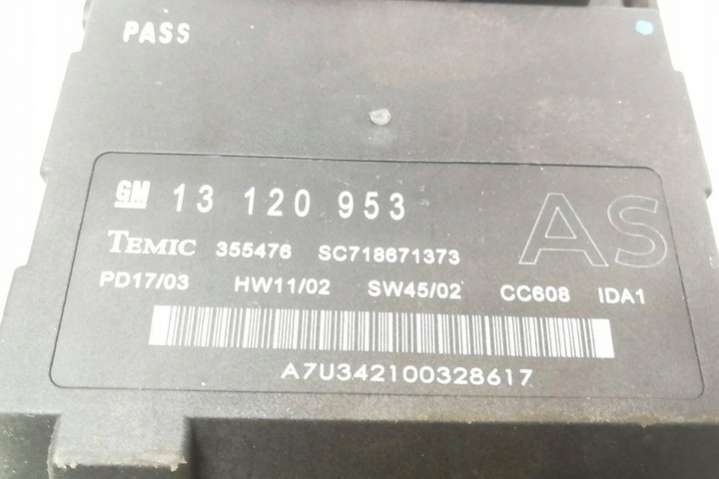 PASS
GM 13 120 953 AS
TEMIC 355476 SC718671373
PD17/03 HW11/02 SW45/02 CC608 IDA1
A7U342100328617